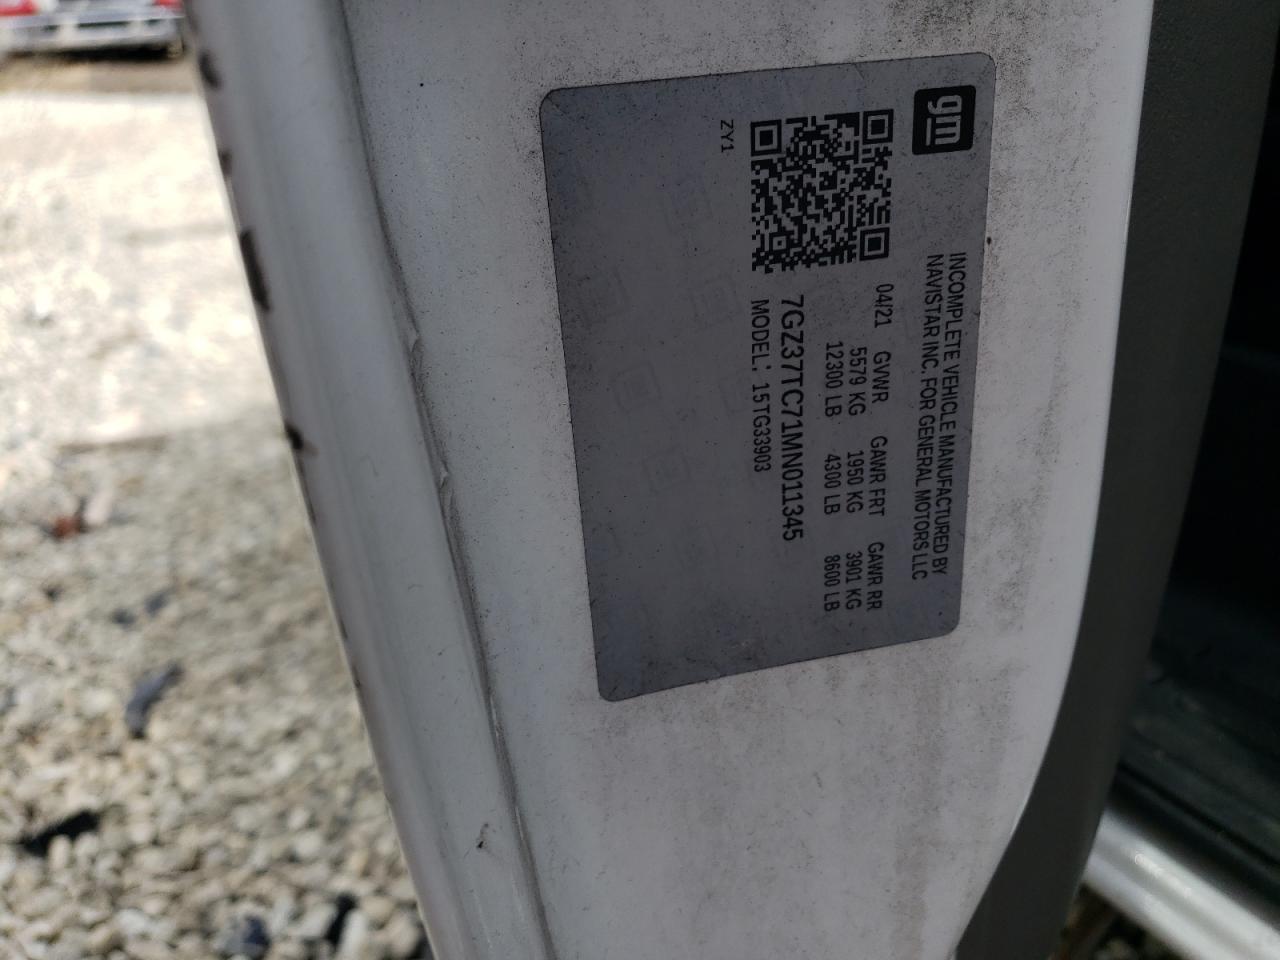 gm
INCOMPLETE VEHICLE MANUFACTURED BY
NAVISTAR INC. FOR GENERAL MOTORS LLC
04/21 GVWR GAWR FRT GAWR RR
5579 KG 1950 KG 3901 KG
12300 LB 4300 LB 8600 LB
7GZ37TC71MN011345
MODEL: 15TG33903
ZY1